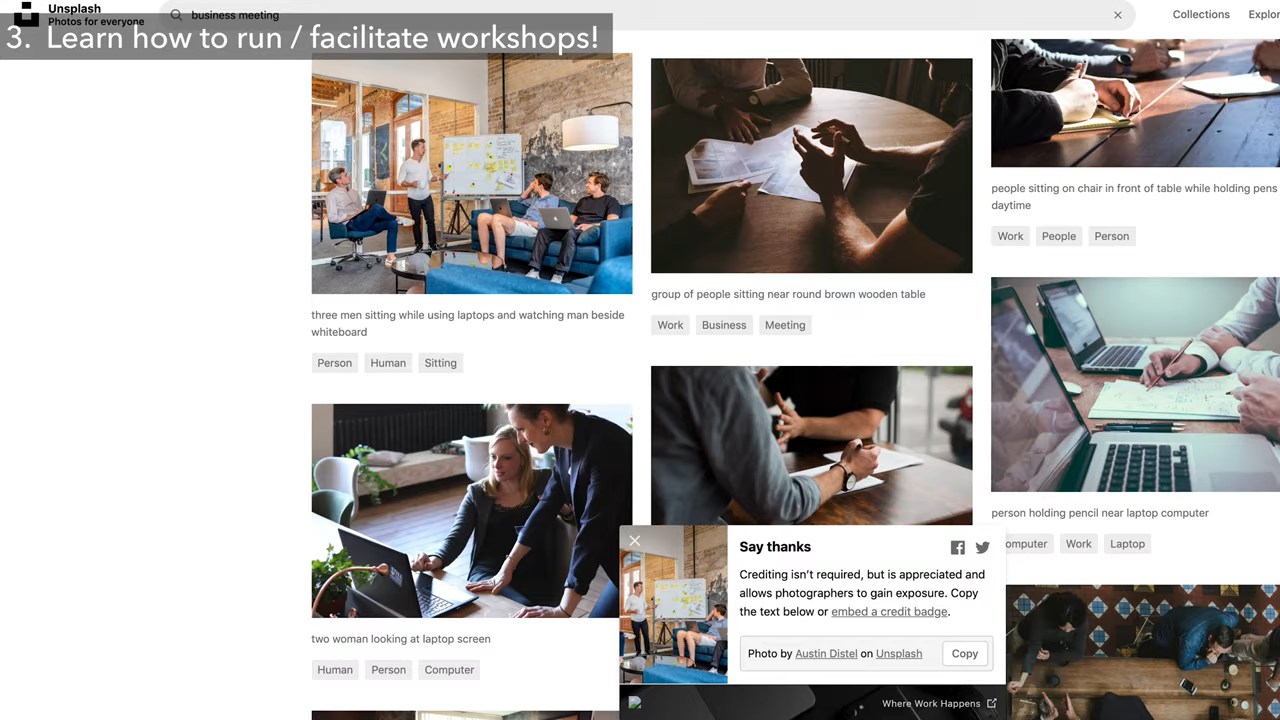 Unsplash
Photos for everyone
business meeting
Collections
Explor
3. Learn how to run / facilitate workshops!
three men sitting while using laptops and watching man beside
whiteboard
Person
Human
Sitting
two woman looking at laptop screen
Human
Person
Computer
group of people sitting near round brown wooden table
Work
Business
Meeting
people sitting on chair in front of table while holding pens
daytime
Work
People
Person
person holding pencil near laptop computer
omputer
Work
Laptop
Say thanks
Crediting isn’t required, but is appreciated and
allows photographers to gain exposure. Copy
the text below or embed a credit badge.
Photo by Austin Distel on Unsplash
Copy
Where Work Happens